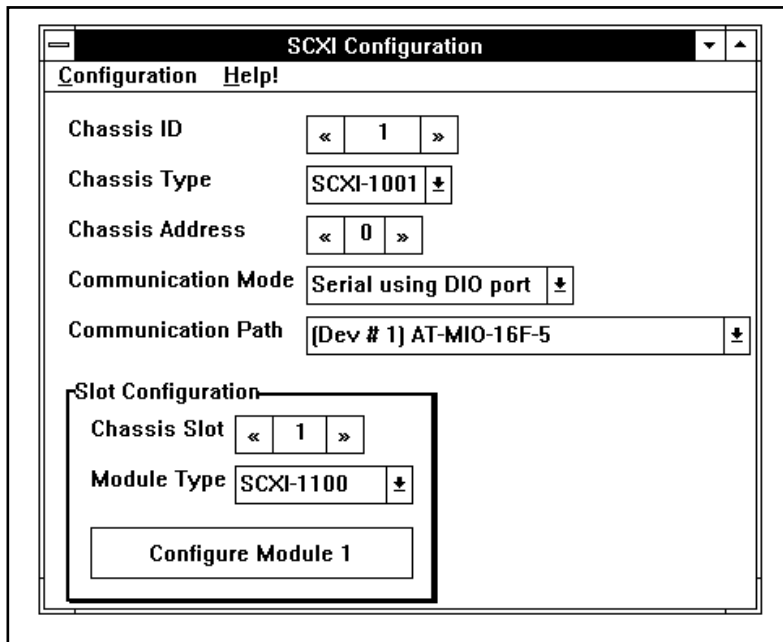 SCXI Configuration
Configuration Help!
Chassis ID « 1 »
Chassis Type SCXI-1001
Chassis Address « 0 »
Communication Mode Serial using DIO port
Communication Path (Dev # 1) AT-MIO-16F-5
Slot Configuration
Chassis Slot « 1 »
Module Type SCXI-1100
Configure Module 1